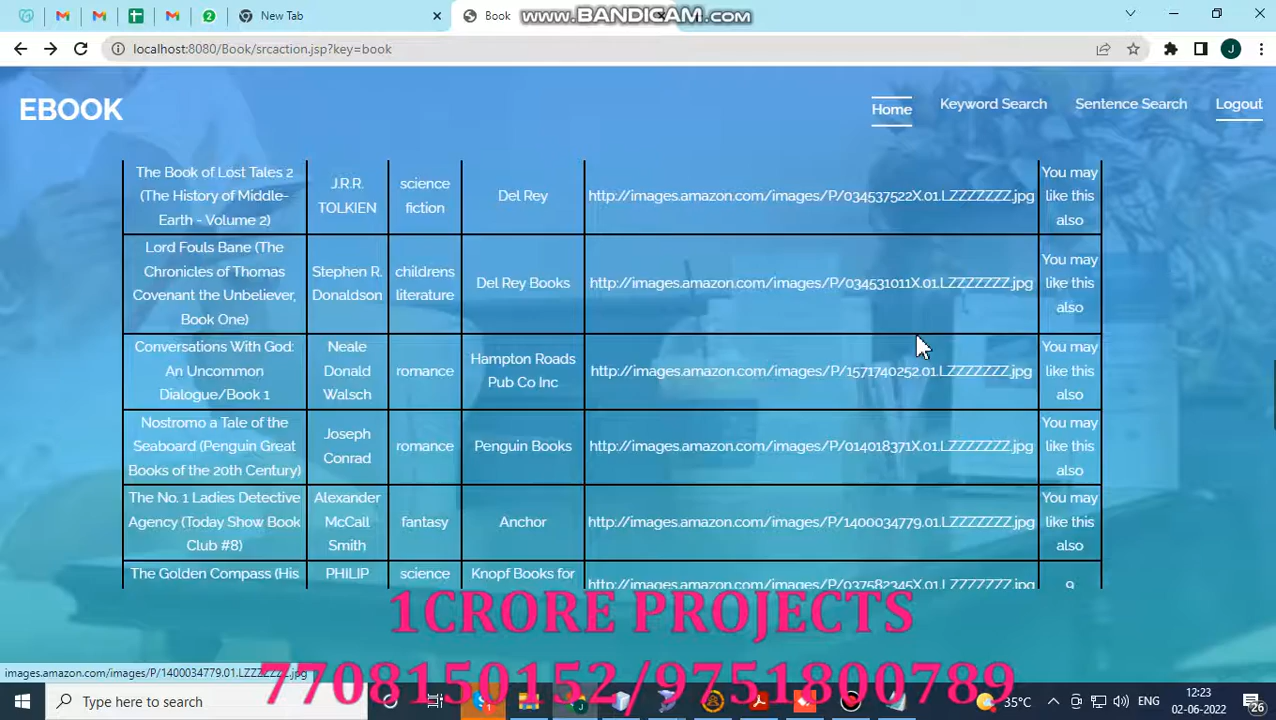 New Tab
Book
www.BANDICAM.com
localhost:8080/Book/srcaction.jsp?key=book
EBOOK
Home
Keyword Search
Sentence Search
Logout
The Book of Lost Tales 2
(The History of Middle-
Earth - Volume 2)
J.R.R.
TOLKIEN
science
fiction
Del Rey
http://images.amazon.com/images/P/034537522X.01.LZZZZZZZ.jpg
You may
like this
also
Lord Fouls Bane (The
Chronicles of Thomas
Covenant the Unbeliever,
Book One)
Stephen R.
Donaldson
childrens
literature
Del Rey Books
http://images.amazon.com/images/P/034531011X.01.LZZZZZZZ.jpg
You may
like this
also
Conversations With God:
An Uncommon
Dialogue/Book 1
Neale
Donald
Walsch
romance
Hampton Roads
Pub Co Inc
http://images.amazon.com/images/P/1571740252.01.LZZZZZZZ.jpg
You may
like this
also
Nostromo a Tale of the
Seaboard (Penguin Great
Books of the 20th Century)
Joseph
Conrad
romance
Penguin Books
http://images.amazon.com/images/P/014018371X.01.LZZZZZZZ.jpg
You may
like this
also
The No. 1 Ladies Detective
Agency (Today Show Book
Club #8)
Alexander
McCall
Smith
fantasy
Anchor
http://images.amazon.com/images/P/1400034779.01.LZZZZZZZ.jpg
You may
like this
also
The Golden Compass (His
PHILIP
science
Knopf Books for
http://images.amazon.com/images/P/037582345X.01.LZZZZZZZ.jpg
9
1CRORE PROJECTS
7708150152/9751800789
images.amazon.com/images/P/1400034779.01.LZZZZZZZ.jpg
Type here to search
35°C
ENG
12:23
02-06-2022
26